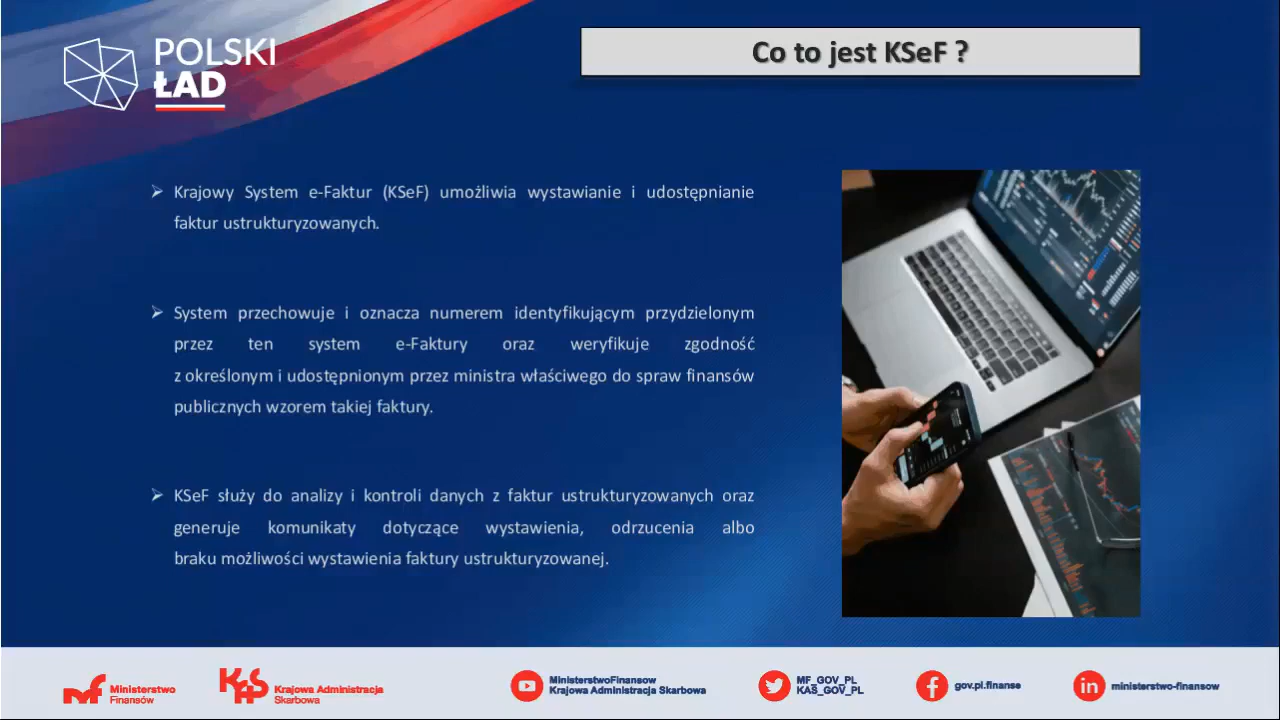 POLSKI
ŁAD
Co to jest KSeF ?
➢ Krajowy System e-Faktur (KSeF) umożliwia wystawianie i udostępnianie
faktur ustrukturyzowanych.
➢ System przechowuje i oznacza numerem identyfikującym przydzielonym
przez ten system e-Faktury oraz weryfikuje zgodność
z określonym i udostępnionym przez ministra właściwego do spraw finansów
publicznych wzorem takiej faktury.
➢ KSeF służy do analizy i kontroli danych z faktur ustrukturyzowanych oraz
generuje komunikaty dotyczące wystawienia, odrzucenia albo
braku możliwości wystawienia faktury ustrukturyzowanej.
mf Ministerstwo
Finansów
KAS Krajowa Administracja
Skarbowa
MinisterstwoFinansow
Krajowa Administracja Skarbowa
MF_GOV_PL
KAS_GOV_PL
gov.pl.finanse
in ministerstwo-finansow